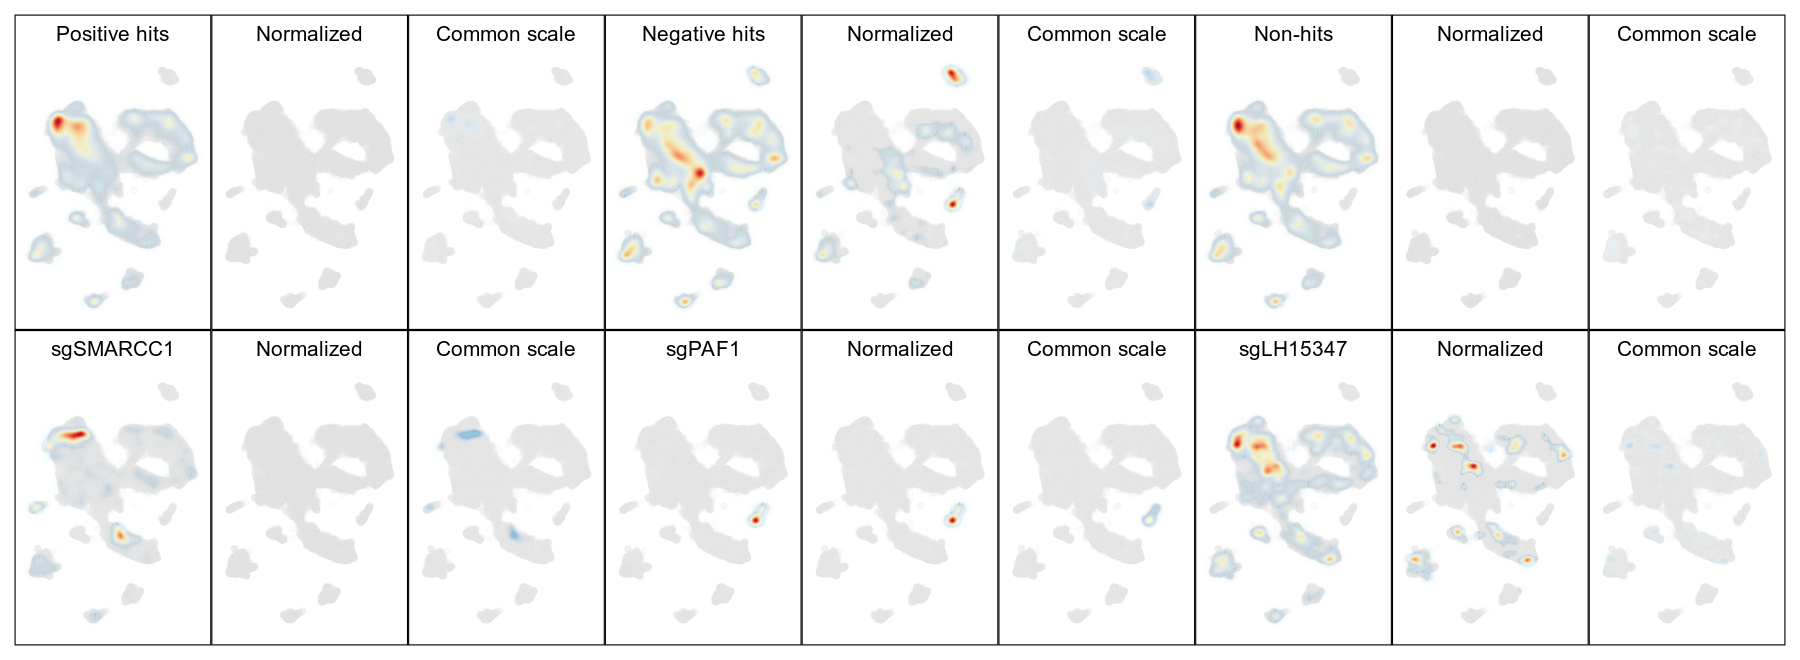 Positive hits
Normalized
Common scale
Negative hits
Normalized
Common scale
Non-hits
Normalized
Common scale
sgSMARCC1
Normalized
Common scale
sgPAF1
Normalized
Common scale
sgLH15347
Normalized
Common scale